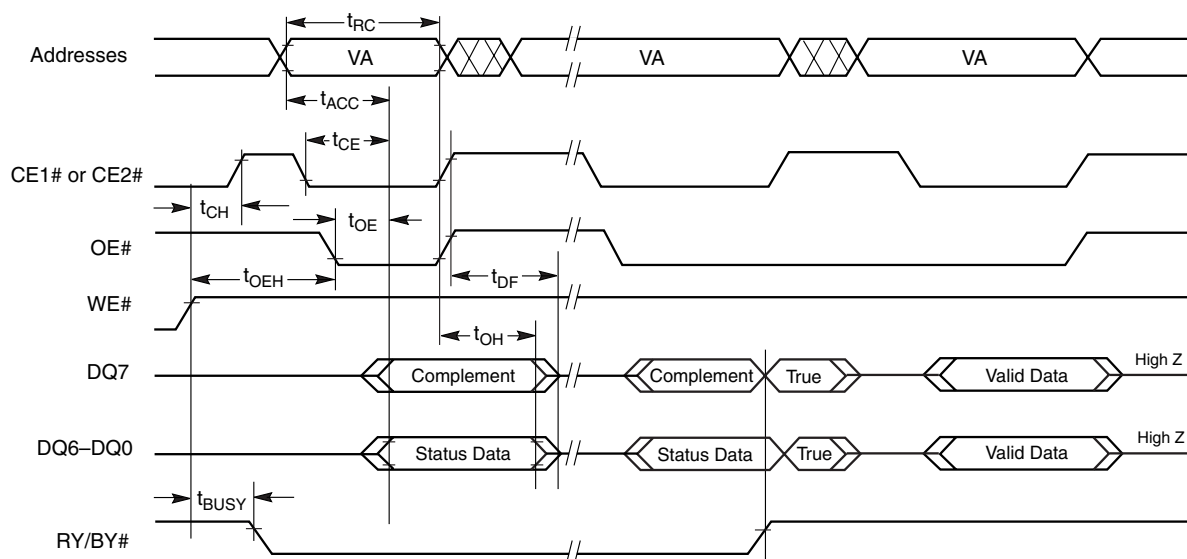 tRC
Addresses VA VA VA
tACC
tCE
CE1# or CE2#
tCH
tOE
OE#
tOEH
tDF
WE#
tOH
DQ7 Complement Complement True Valid Data High Z
DQ6–DQ0 Status Data Status Data True Valid Data High Z
tBUSY
RY/BY#